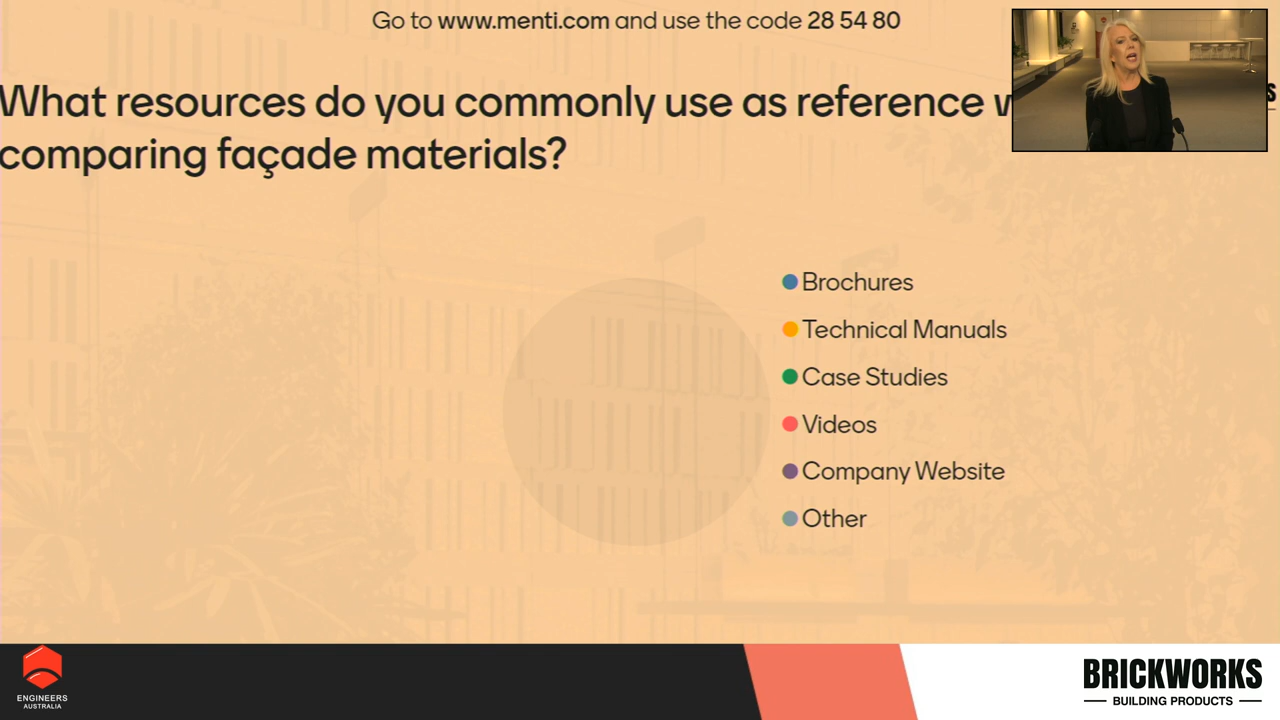 Go to www.menti.com and use the code 28 54 80
What resources do you commonly use as reference
comparing façade materials?
Brochures
Technical Manuals
Case Studies
Videos
Company Website
Other
ENGINEERS
AUSTRALIA
BRICKWORKS
BUILDING PRODUCTS